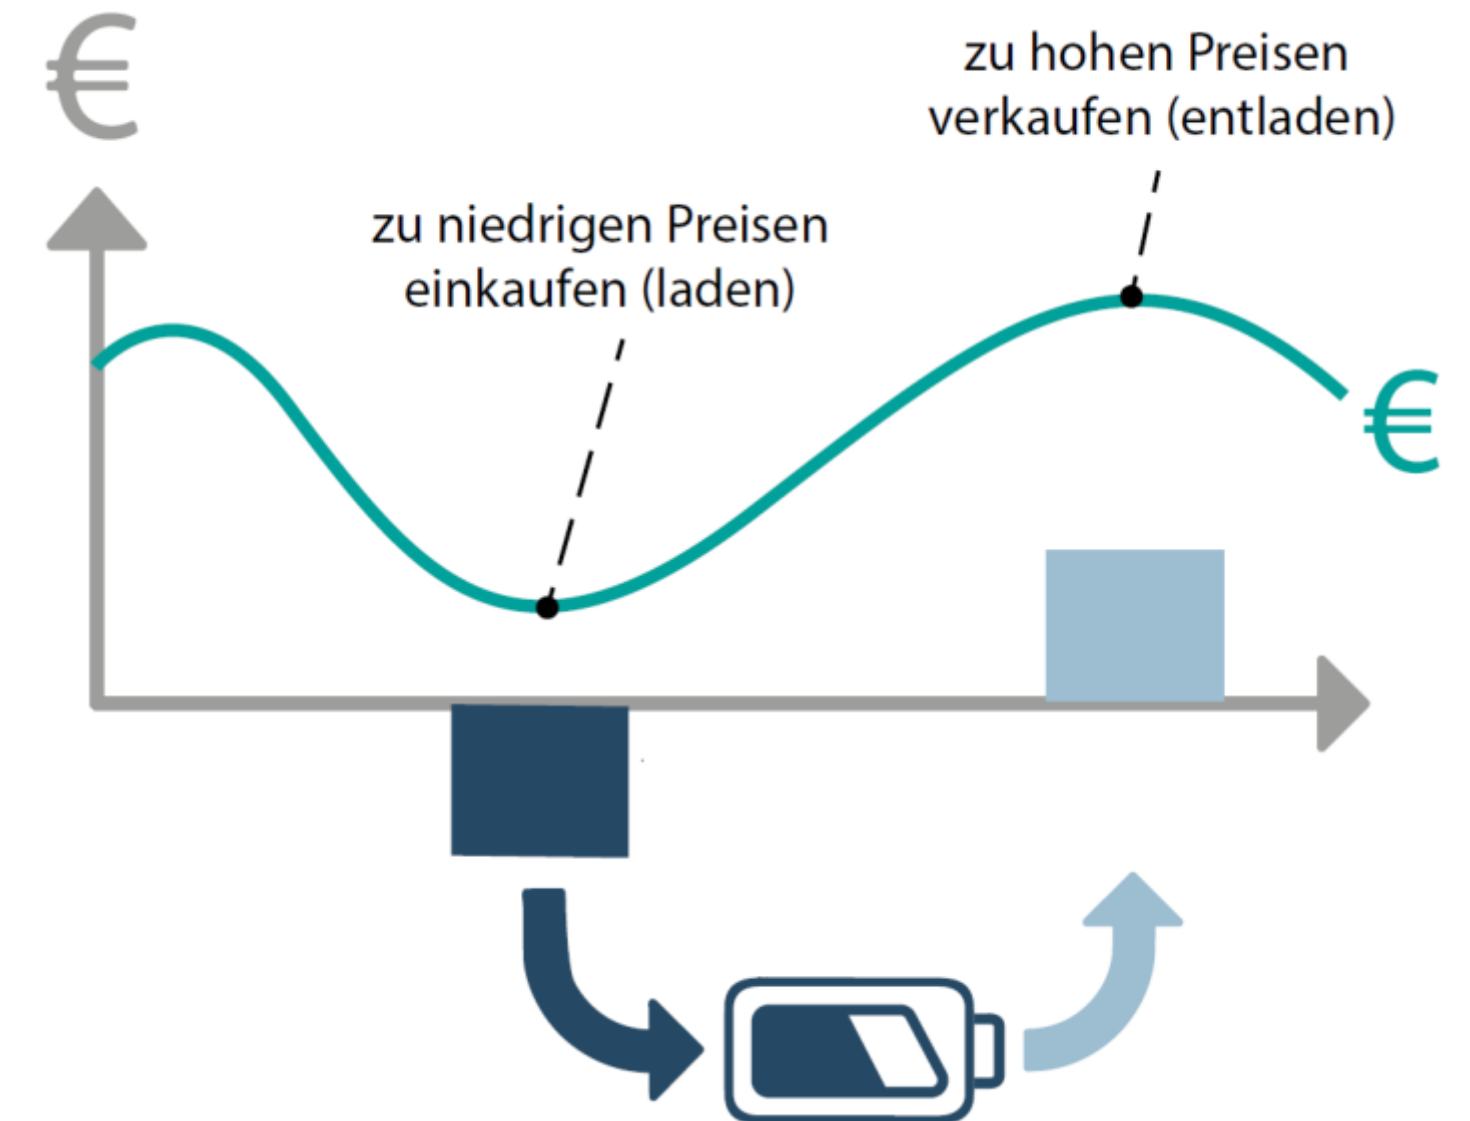 €
zu hohen Preisen
verkaufen (entladen)
zu niedrigen Preisen
einkaufen (laden)
€